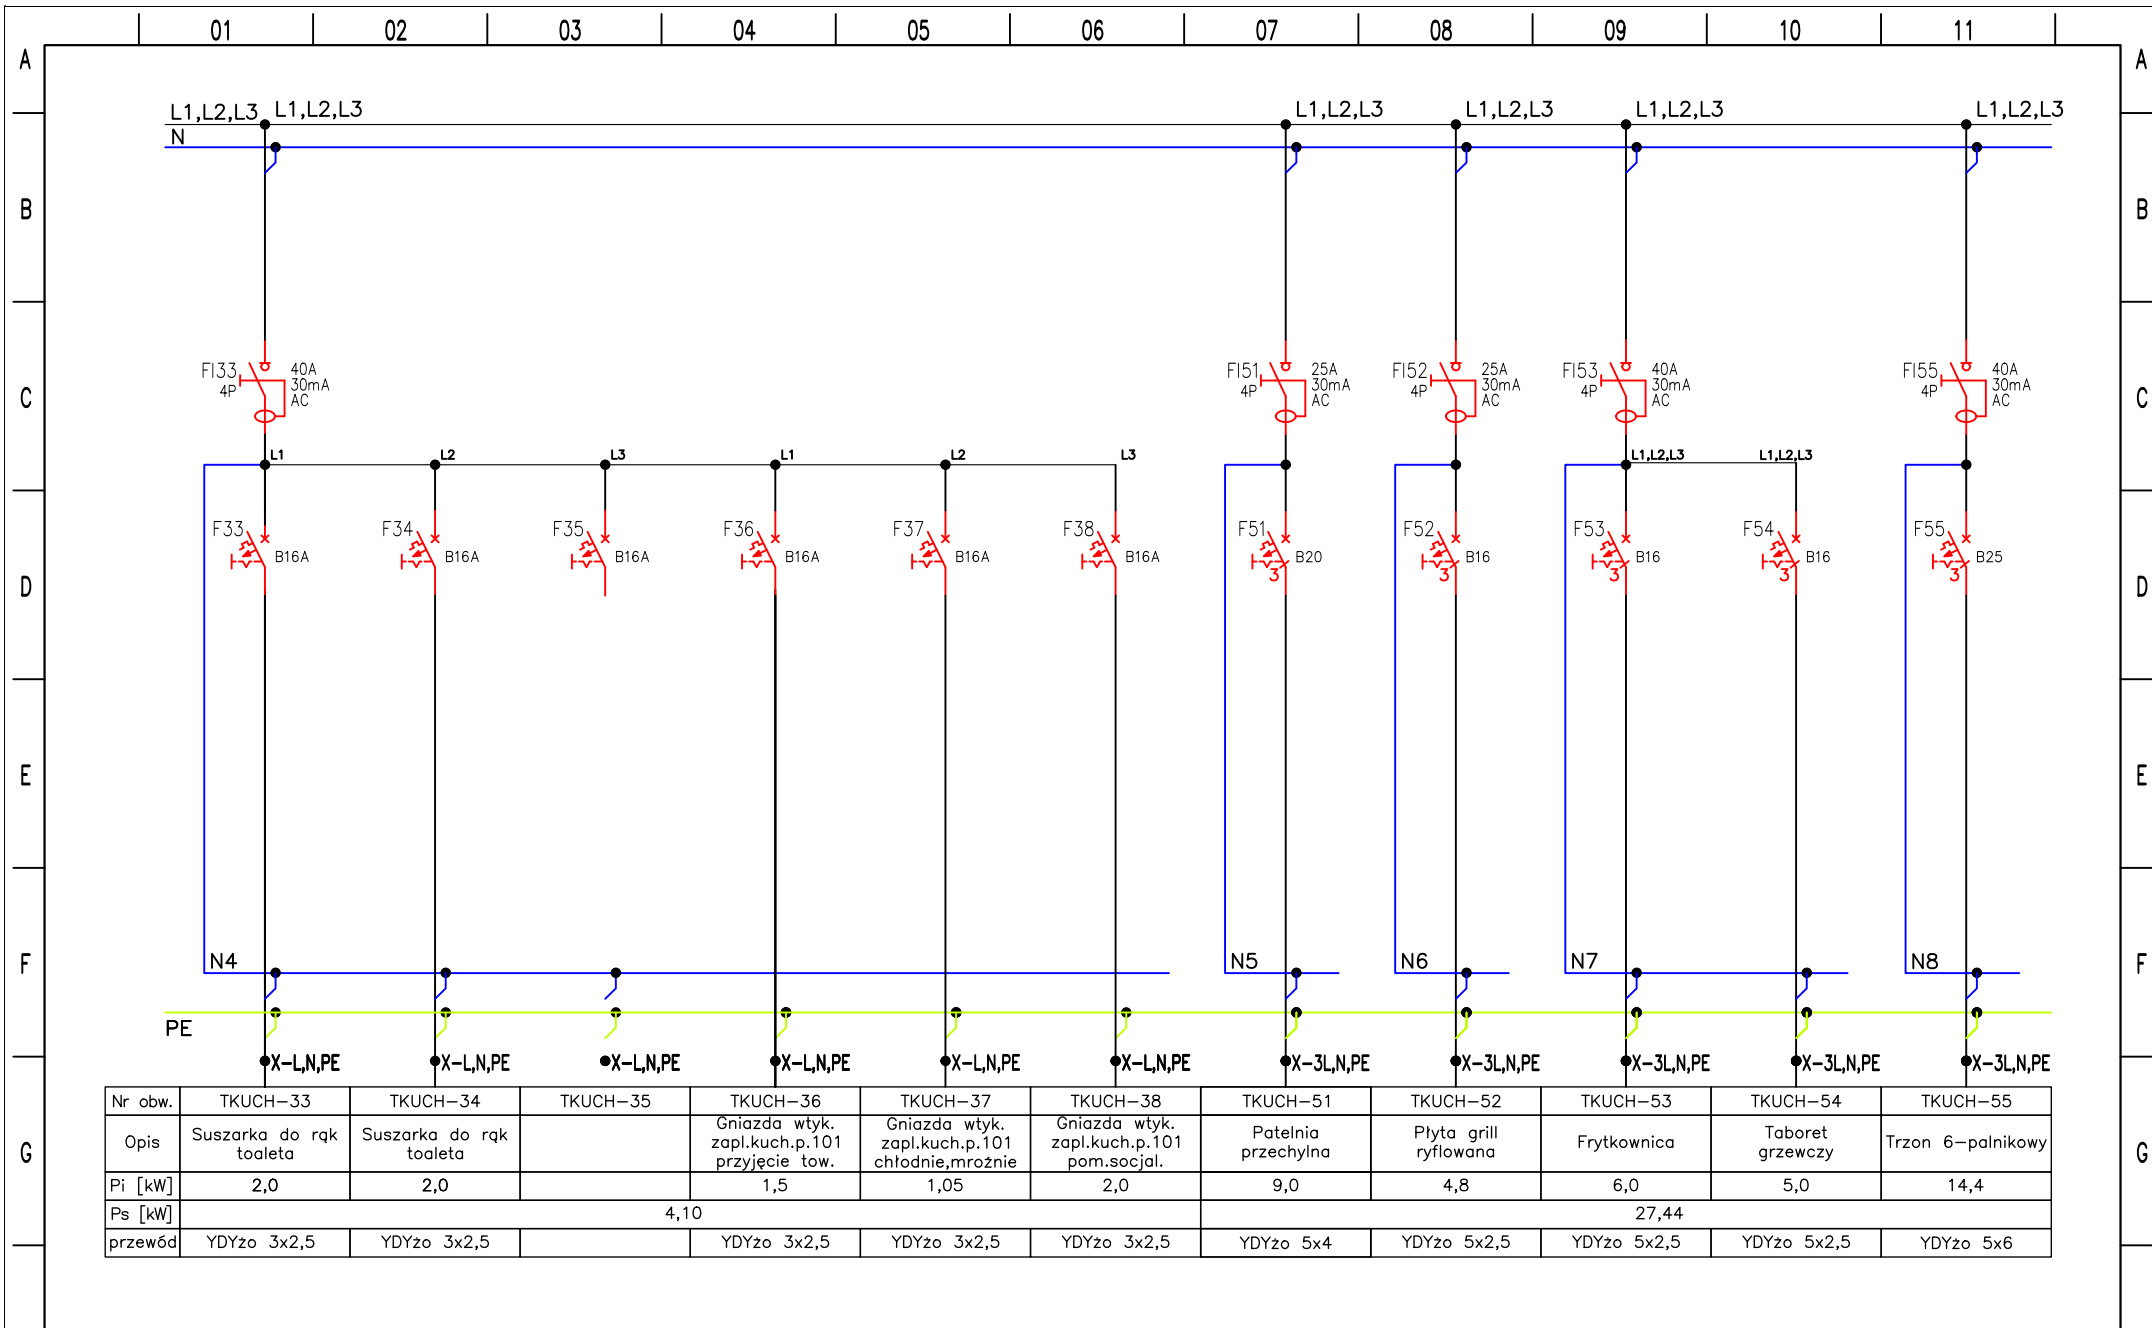 01 02 03 04 05 06 07 08 09 10 11
A A
L1,L2,L3 L1,L2,L3 L1,L2,L3 L1,L2,L3 L1,L2,L3 L1,L2,L3
N
B B
FI33 40A FI51 25A FI52 25A FI53 40A FI55 40A
4P 30mA 4P 30mA 4P 30mA 4P 30mA 4P 30mA
AC AC AC AC AC
C C
L1 L2 L3 L1 L2 L3 L1,L2,L3 L1,L2,L3
F33 F34 F35 F36 F37 F38 F51 F52 F53 F54 F55
B16A B16A B16A B16A B16A B16A B20 B16 B16 B16 B25
3 3 3 3 3
D D
E E
N4 N5 N6 N7 N8
F F
PE
X-L,N,PE X-L,N,PE X-L,N,PE X-L,N,PE X-L,N,PE X-L,N,PE X-3L,N,PE X-3L,N,PE X-3L,N,PE X-3L,N,PE X-3L,N,PE
Nr obw. TKUCH-33 TKUCH-34 TKUCH-35 TKUCH-36 TKUCH-37 TKUCH-38 TKUCH-51 TKUCH-52 TKUCH-53 TKUCH-54 TKUCH-55
G G
Opis
Suszarka do rąk
toaleta
Suszarka do rąk
toaleta
Gniazda wtyk.
zapl.kuch.p.101
przyjęcie tow.
Gniazda wtyk.
zapl.kuch.p.101
chłodnie,mroźnie
Gniazda wtyk.
zapl.kuch.p.101
pom.socjal.
Patelnia
przechylna
Płyta grill
ryflowana
Frytkownica
Taboret
grzewczy
Trzon 6-palnikowy
Pi [kW] 2,0 2,0 1,5 1,05 2,0 9,0 4,8 6,0 5,0 14,4
Ps [kW] 4,10 27,44
przewód YDYżo 3x2,5 YDYżo 3x2,5 YDYżo 3x2,5 YDYżo 3x2,5 YDYżo 3x2,5 YDYżo 5x4 YDYżo 5x2,5 YDYżo 5x2,5 YDYżo 5x2,5 YDYżo 5x6